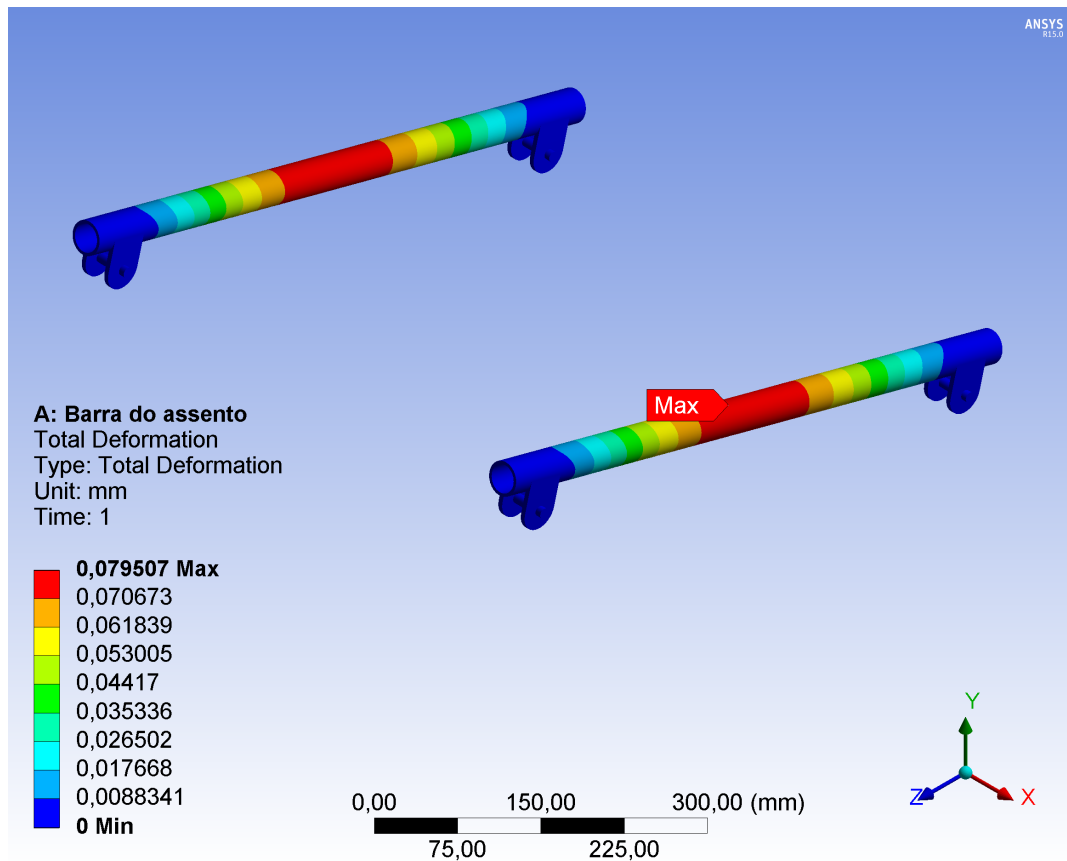 ANSYS
R15.0
Max
A: Barra do assento
Total Deformation
Type: Total Deformation
Unit: mm
Time: 1
0,079507 Max
0,070673
0,061839
0,053005
0,04417
0,035336
0,026502
0,017668
0,0088341
0 Min
0,00 150,00 300,00 (mm)
75,00 225,00
Y
Z X